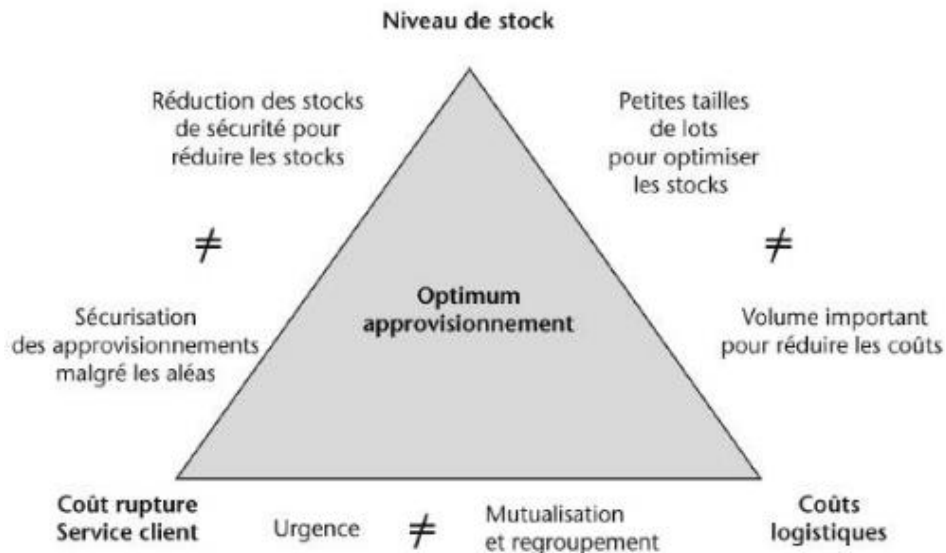 Niveau de stock
Réduction des stocks
de sécurité pour
réduire les stocks
Petites tailles
de lots
pour optimiser
les stocks
≠
≠
Optimum
approvisionnement
Sécurisation
des approvisionnements
malgré les aléas
Volume important
pour réduire les coûts
Coût rupture
Service client
Urgence
≠
Mutualisation
et regroupement
Coûts
logistiques